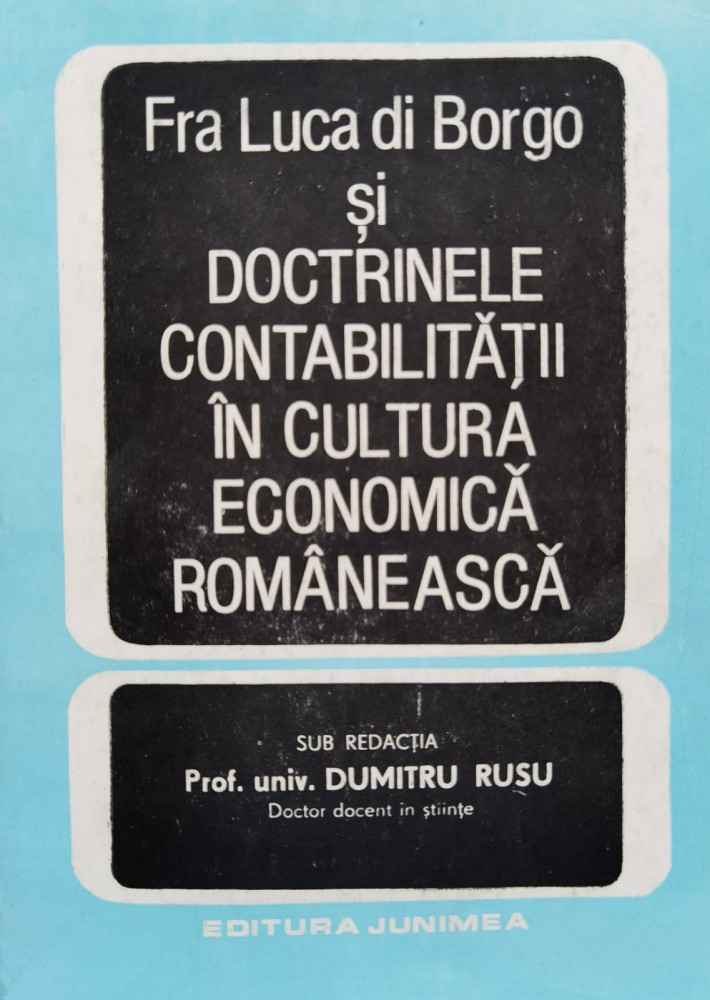 Fra Luca di Borgo
și
DOCTRINELE
CONTABILITĂȚII
ÎN CULTURA
ECONOMICĂ
ROMÂNEASCĂ
SUB REDACȚIA
Prof. univ. DUMITRU RUSU
Doctor docent in științe
EDITURA JUNIMEA